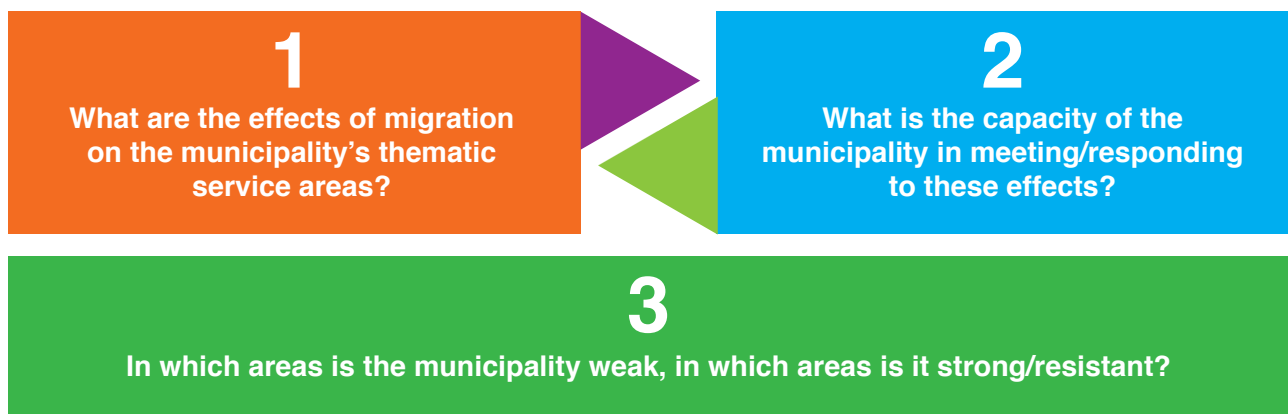 1
What are the effects of migration
on the municipality’s thematic
service areas?
2
What is the capacity of the
municipality in meeting/responding
to these effects?
3
In which areas is the municipality weak, in which areas is it strong/resistant?